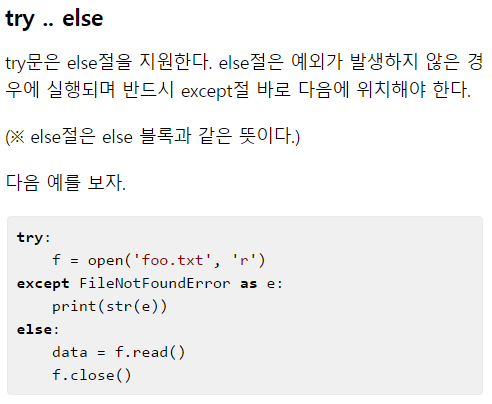 try .. else
try문은 else절을 지원한다. else절은 예외가 발생하지 않은 경
우에 실행되며 반드시 except절 바로 다음에 위치해야 한다.
(※ else절은 else 블록과 같은 뜻이다.)
다음 예를 보자.
try:
    f = open('foo.txt', 'r')
except FileNotFoundError as e:
    print(str(e))
else:
    data = f.read()
    f.close()